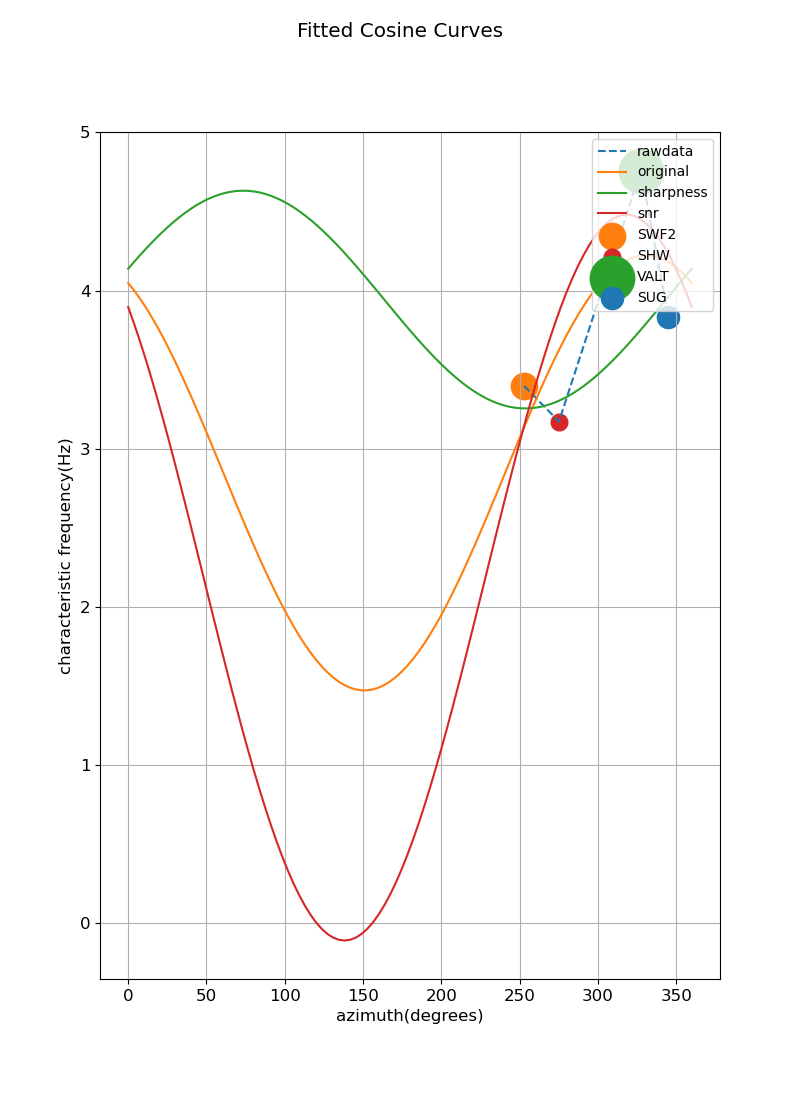 Fitted Cosine Curves
5
4
3
2
1
0
characteristic frequency(Hz)
rawdata
original
sharpness
snr
SWF2
SHW
VALT
SUG
0 50 100 150 200 250 300 350
azimuth(degrees)